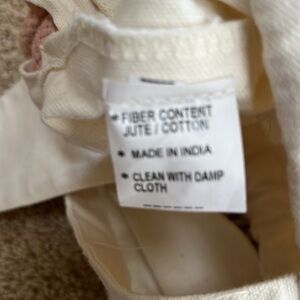 * FIBER CONTENT
JUTE / COTTON
* MADE IN INDIA
* CLEAN WITH DAMP
CLOTH